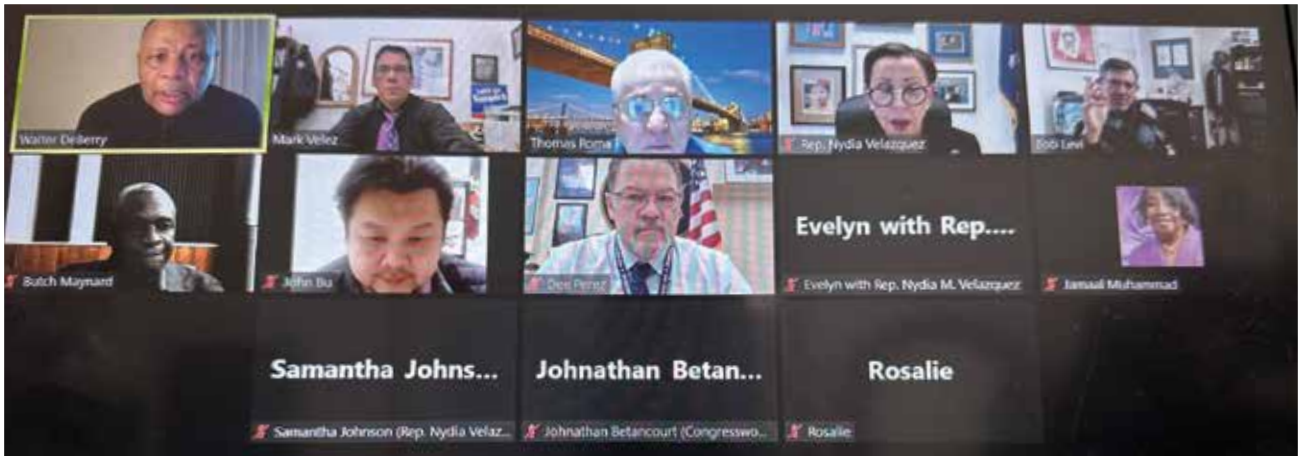 Walter DeBerry
Mark Velez
Thomas Roma
Rep. Nydia Velazquez
Bob Levi
Butch Maynard
John Bu
Dee Perez
Evelyn with Rep....
Evelyn with Rep. Nydia M. Velazquez
Jamaal Muhammad
Samantha Johns...
Samantha Johnson (Rep. Nydia Velaz...
Johnathan Betan...
Johnathan Betancourt (Congresswo...
Rosalie
Rosalie